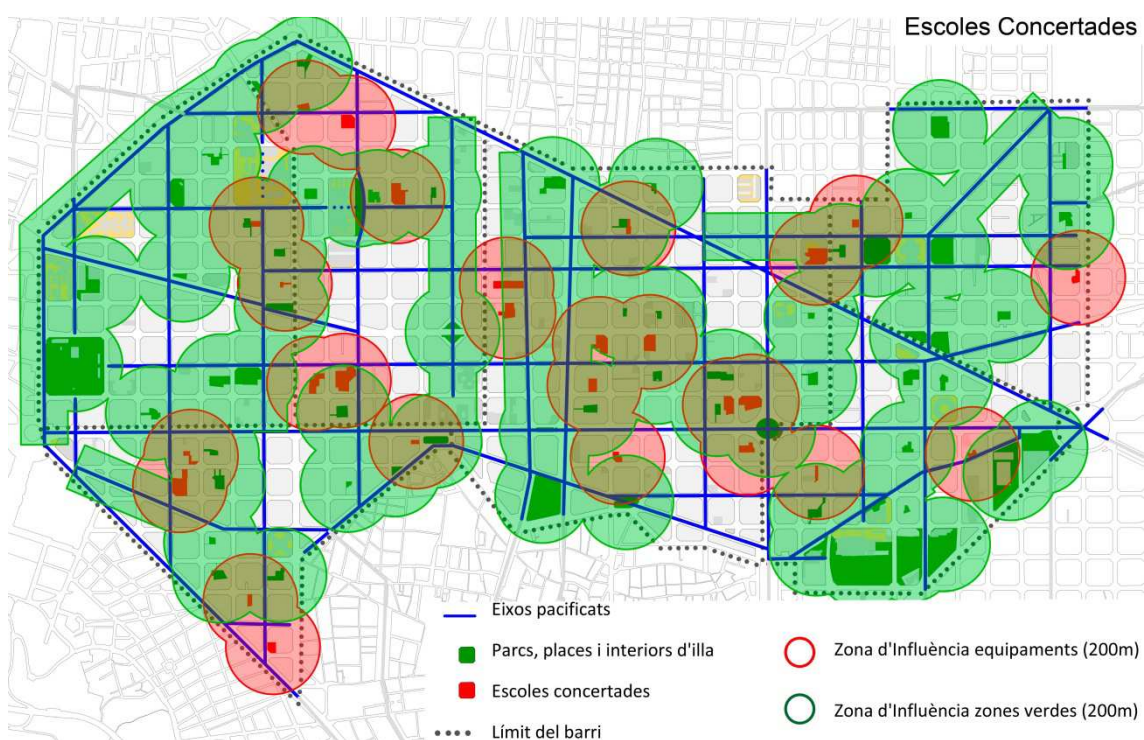 Escoles Concertades
Eixos pacificats
Parcs, places i interiors d'illa
Escoles concertades
Límit del barri
Zona d'Influència equipaments (200m)
Zona d'Influència zones verdes (200m)